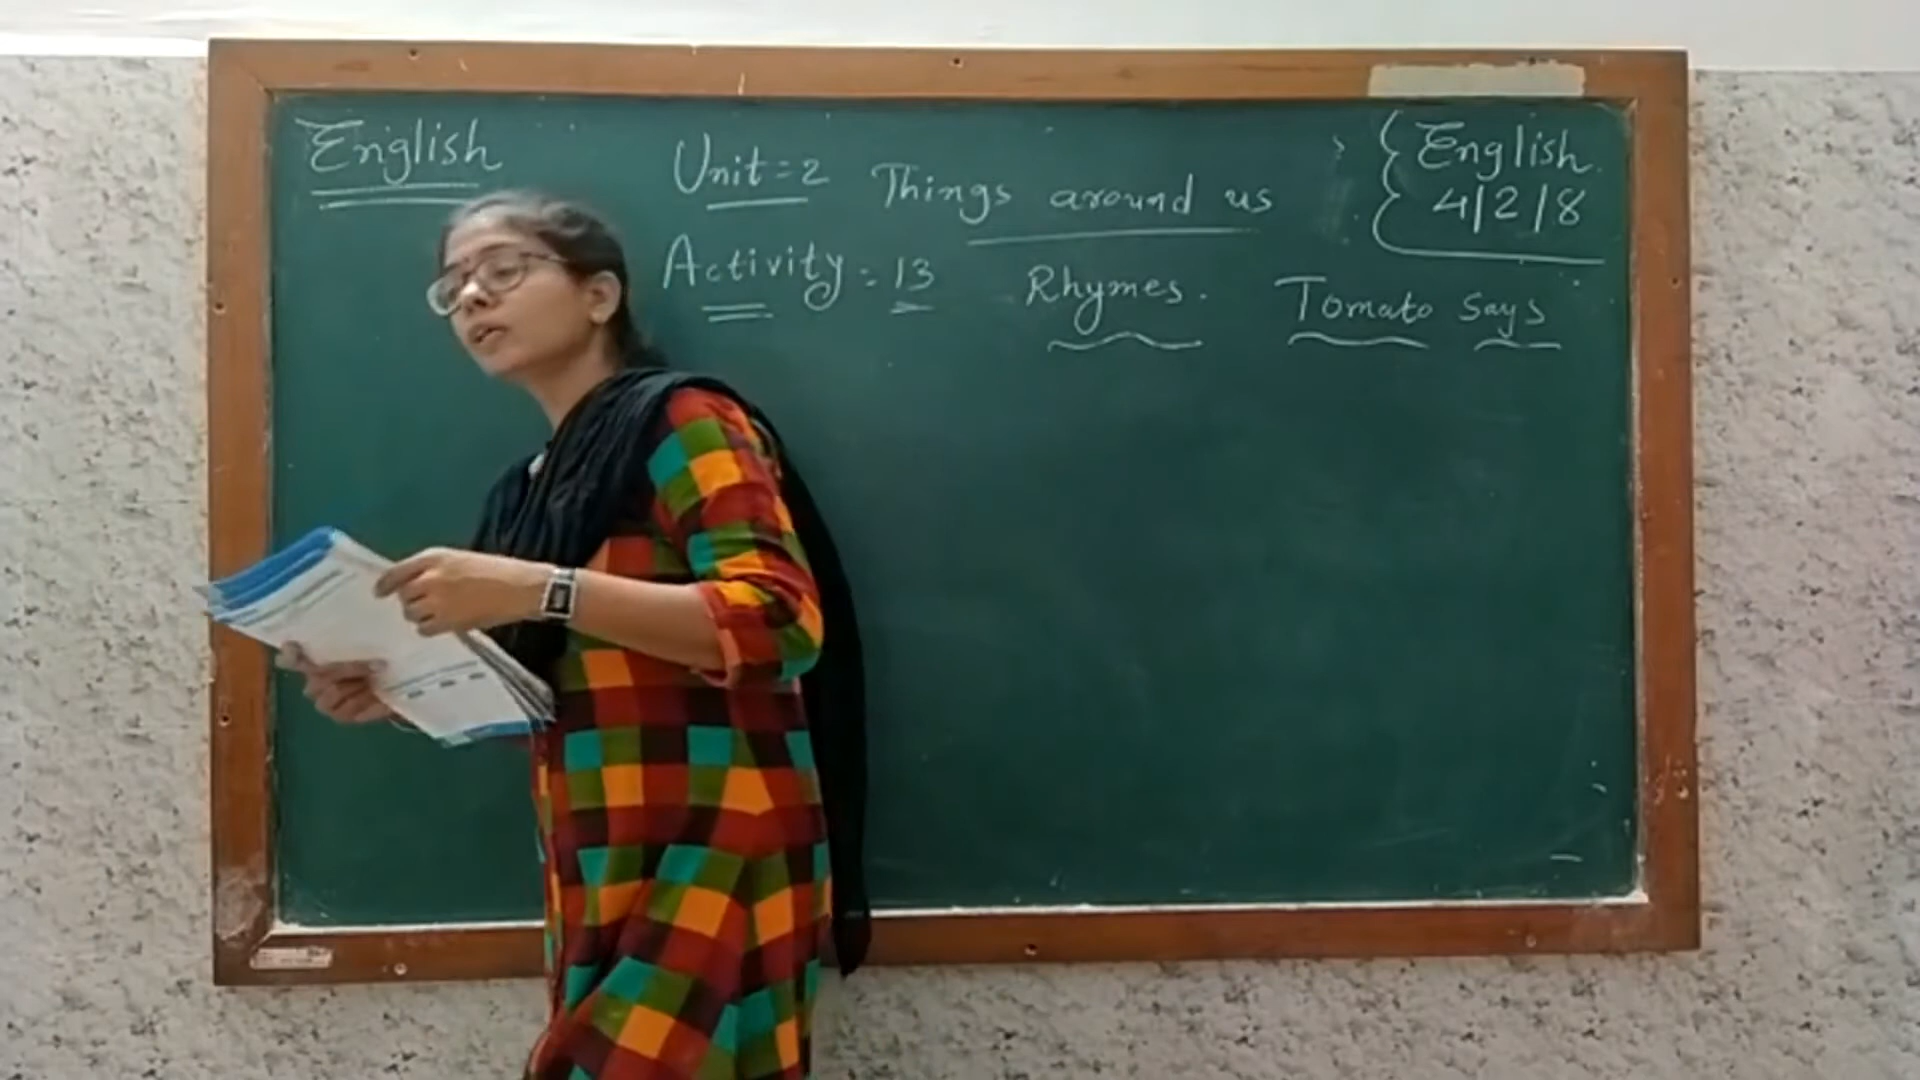 English
Unit = 2 Things around us
English
4/2/8
Activity : 13 Rhymes. Tomato says